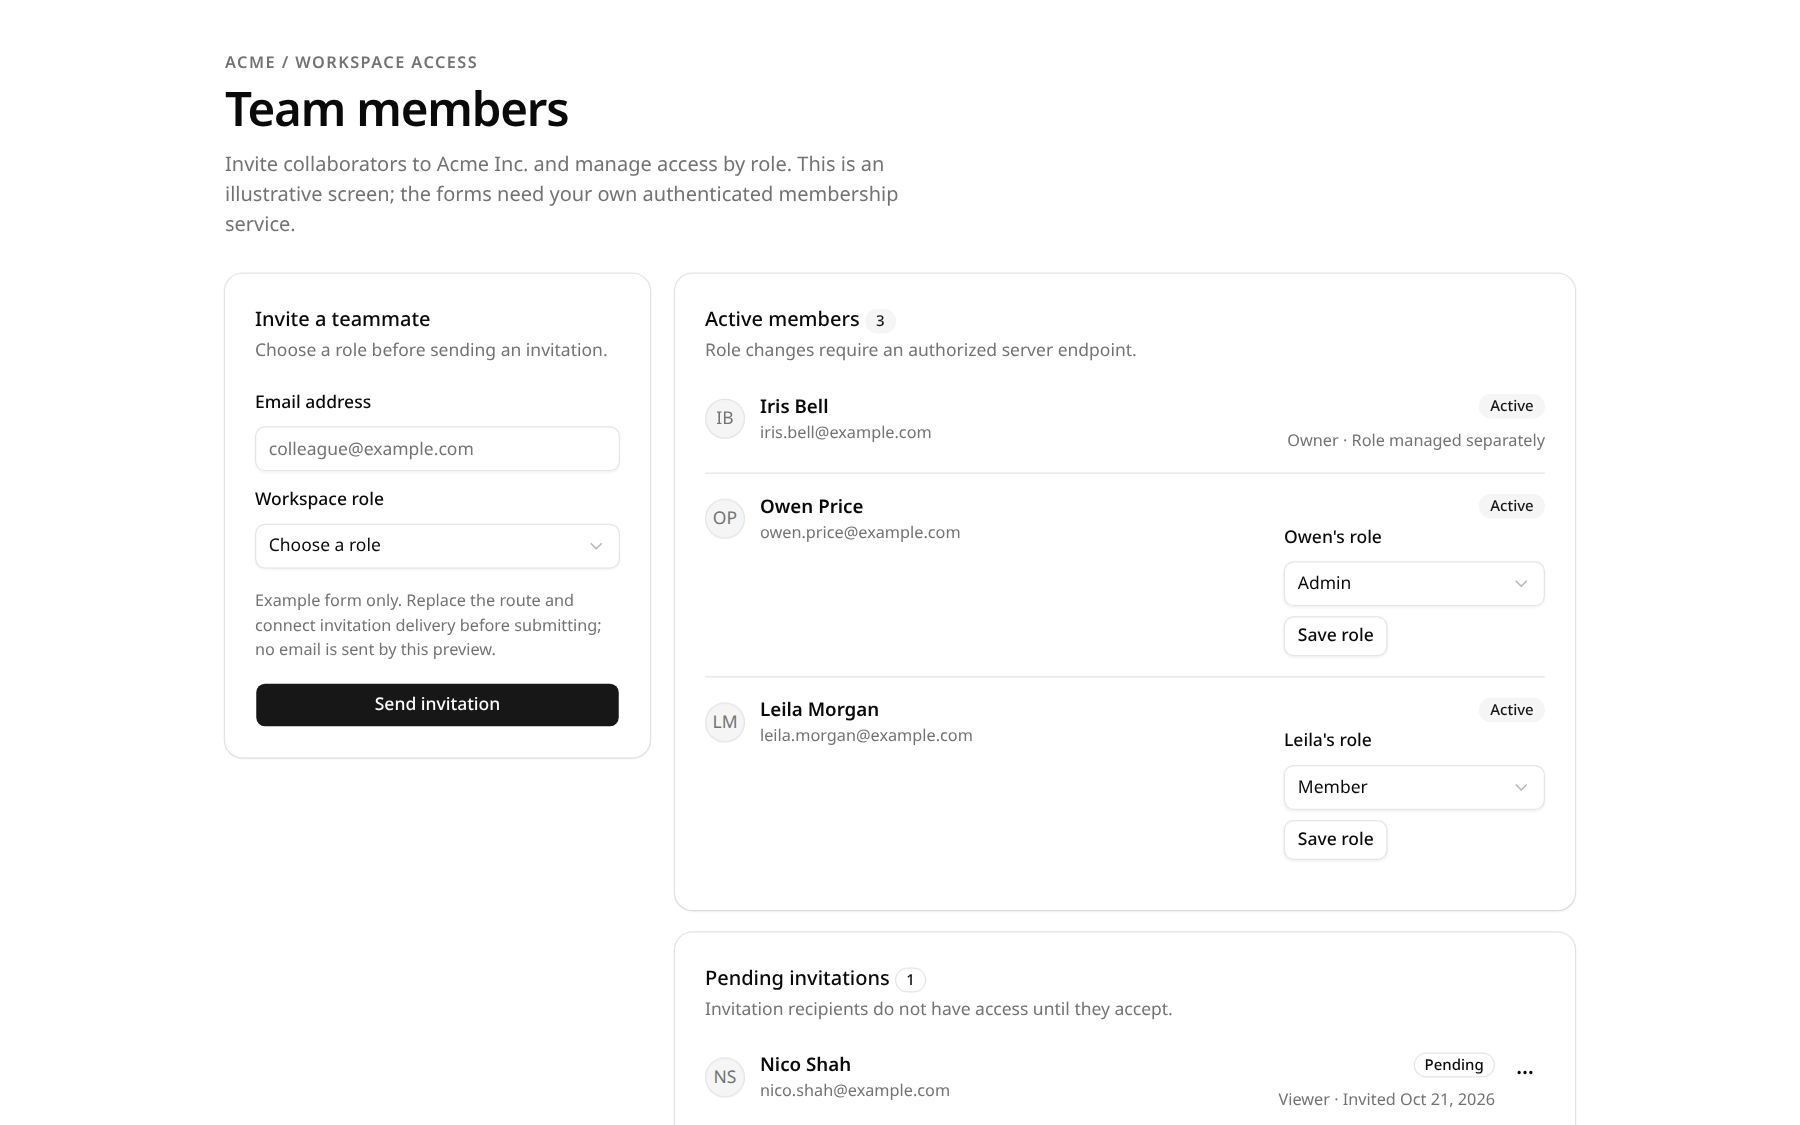 ACME / WORKSPACE ACCESS
Team members
Invite collaborators to Acme Inc. and manage access by role. This is an
illustrative screen; the forms need your own authenticated membership
service.
Invite a teammate
Choose a role before sending an invitation.
Email address
colleague@example.com
Workspace role
Choose a role
Example form only. Replace the route and
connect invitation delivery before submitting;
no email is sent by this preview.
Send invitation
Active members 3
Role changes require an authorized server endpoint.
IB
Iris Bell
iris.bell@example.com
Active
Owner · Role managed separately
OP
Owen Price
owen.price@example.com
Active
Owen's role
Admin
Save role
LM
Leila Morgan
leila.morgan@example.com
Active
Leila's role
Member
Save role
Pending invitations 1
Invitation recipients do not have access until they accept.
NS
Nico Shah
nico.shah@example.com
Pending
...
Viewer · Invited Oct 21, 2026